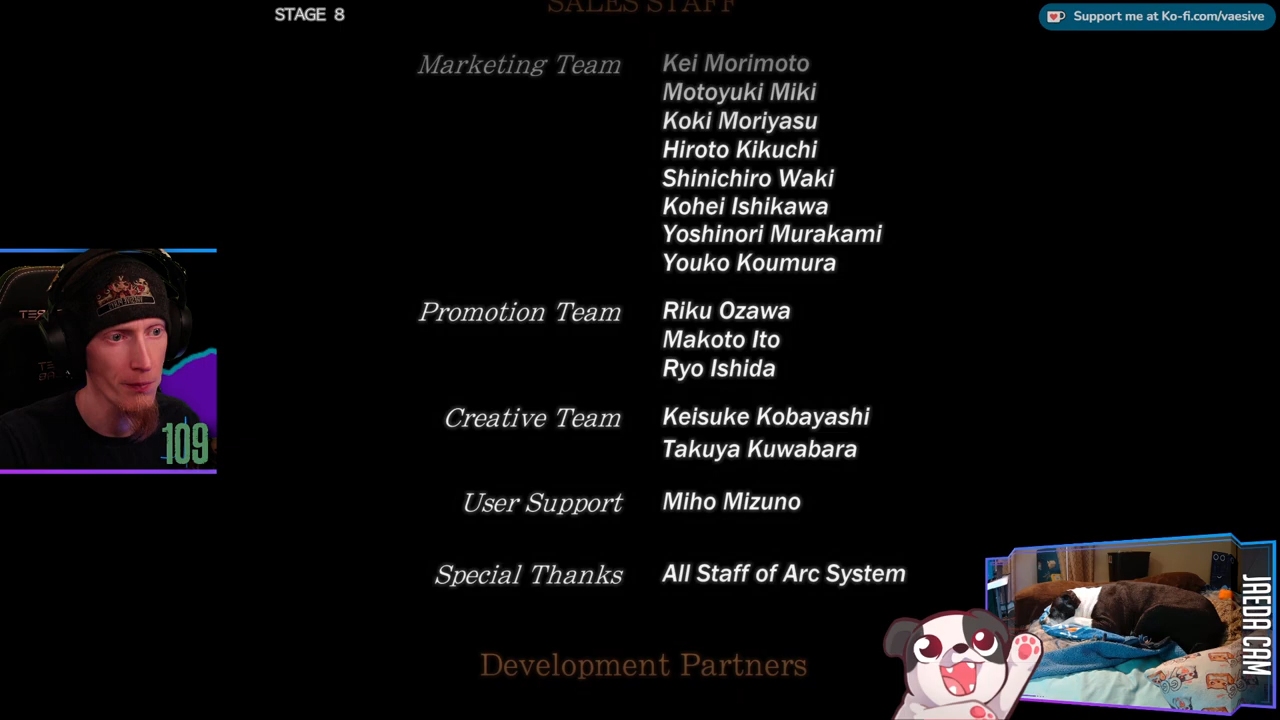 STAGE 8
SALES STAFF
Support me at Ko-fi.com/vaesive
Marketing Team
Kei Morimoto
Motoyuki Miki
Koki Moriyasu
Hiroto Kikuchi
Shinichiro Waki
Kohei Ishikawa
Yoshinori Murakami
Youko Koumura
Promotion Team
Riku Ozawa
Makoto Ito
Ryo Ishida
Creative Team
Keisuke Kobayashi
Takuya Kuwabara
User Support
Miho Mizuno
Special Thanks
All Staff of Arc System
Development Partners
109
JAEDA CAM